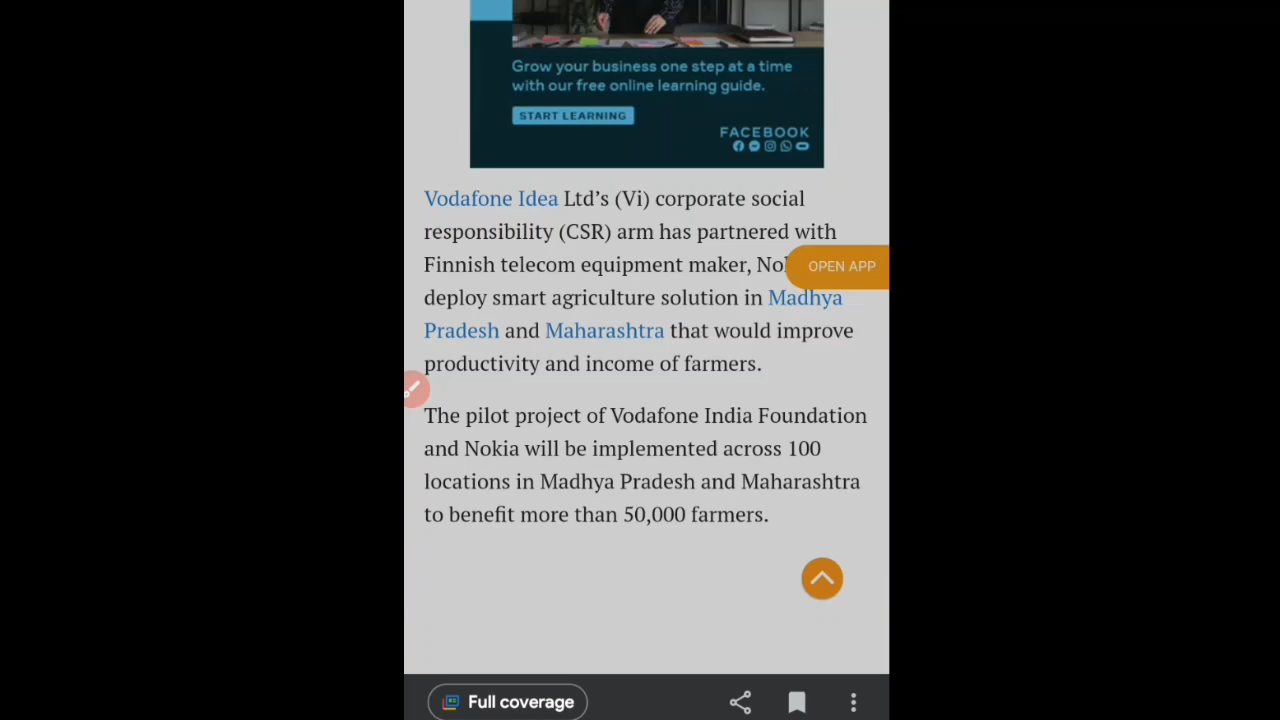 Grow your business one step at a time
with our free online learning guide.
START LEARNING
FACEBOOK
Vodafone Idea Ltd’s (Vi) corporate social
responsibility (CSR) arm has partnered with
Finnish telecom equipment maker,
OPEN APP
deploy smart agriculture solution in Madhya
Pradesh and Maharashtra that would improve
productivity and income of farmers.
The pilot project of Vodafone India Foundation
and Nokia will be implemented across 100
locations in Madhya Pradesh and Maharashtra
to benefit more than 50,000 farmers.
Full coverage